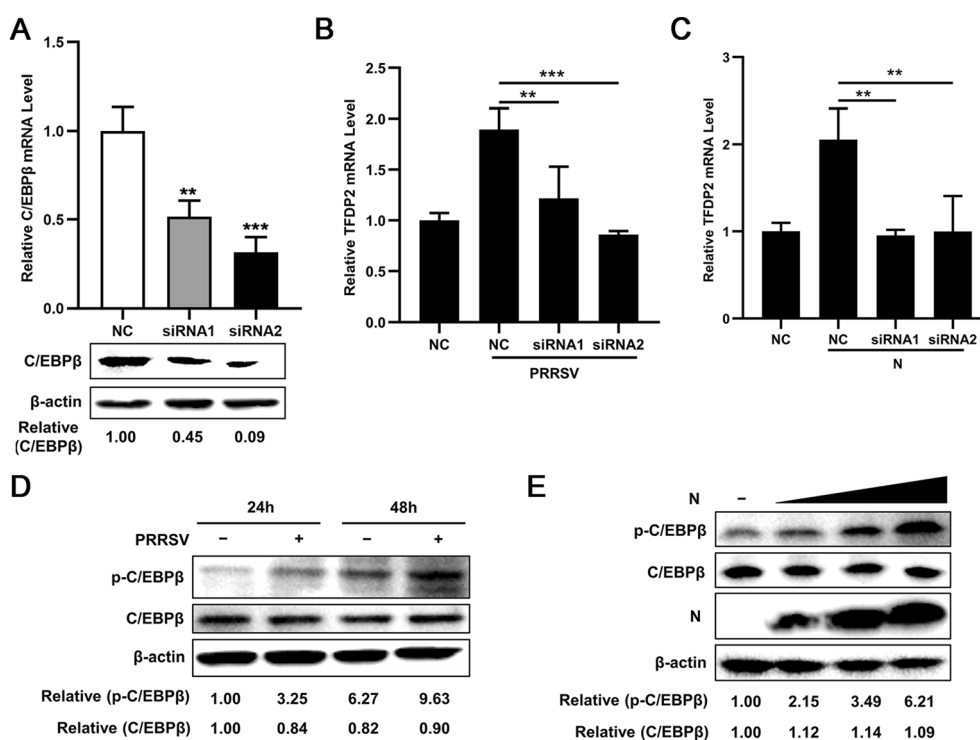 A
Relative C/EBPβ mRNA Level
1.5
1.0
0.5
0.0
**
***
NC siRNA1 siRNA2
C/EBPβ
β-actin
Relative
(C/EBPβ)
1.00 0.45 0.09
B
Relative TFDP2 mRNA Level
2.5
2.0
1.5
1.0
0.5
0.0
***
**
NC NC siRNA1 siRNA2
PRRSV
C
Relative TFDP2 mRNA Level
3
2
1
0
**
**
NC NC siRNA1 siRNA2
N
D
24h 48h
PRRSV − + − +
p-C/EBPβ
C/EBPβ
β-actin
Relative (p-C/EBPβ) 1.00 3.25 6.27 9.63
Relative (C/EBPβ) 1.00 0.84 0.82 0.90
E
N −
p-C/EBPβ
C/EBPβ
N
β-actin
Relative (p-C/EBPβ) 1.00 2.15 3.49 6.21
Relative (C/EBPβ) 1.00 1.12 1.14 1.09